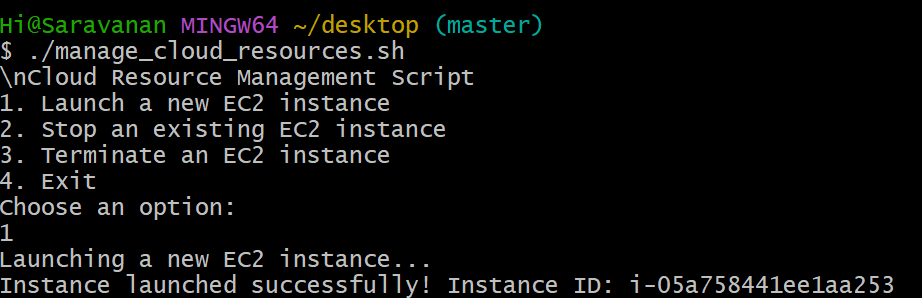 Hi@Saravanan MINGW64 ~/desktop (master)
$ ./manage_cloud_resources.sh
\nCloud Resource Management Script
1. Launch a new EC2 instance
2. Stop an existing EC2 instance
3. Terminate an EC2 instance
4. Exit
Choose an option:
1
Launching a new EC2 instance...
Instance launched successfully! Instance ID: i-05a758441ee1aa253